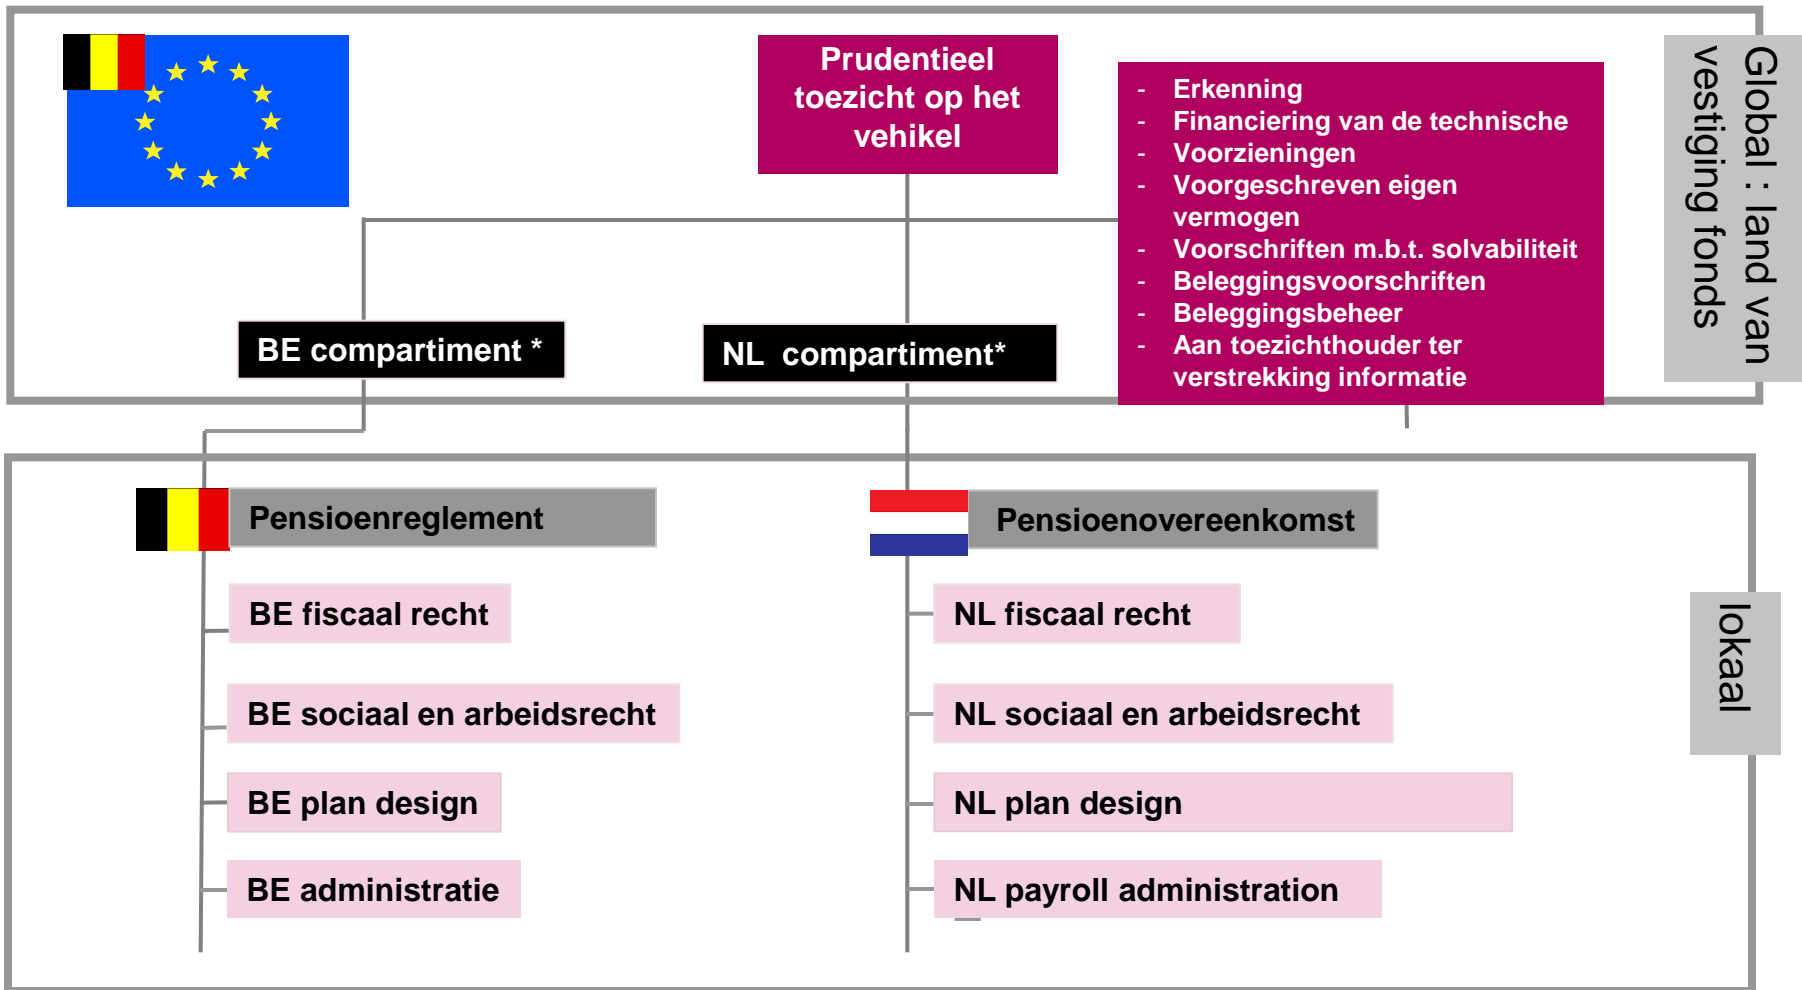 Prudentieel
toezicht op het
vehikel
- Erkenning
- Financiering van de technische
- Voorzieningen
- Voorgeschreven eigen
vermogen
- Voorschriften m.b.t. solvabiliteit
- Beleggingsvoorschriften
- Beleggingsbeheer
- Aan toezichthouder ter
verstrekking informatie
Global : land van
vestiging fonds
BE compartiment *
NL compartiment*
Pensioenreglement
BE fiscaal recht
BE sociaal en arbeidsrecht
BE plan design
BE administratie
Pensioenovereenkomst
NL fiscaal recht
NL sociaal en arbeidsrecht
NL plan design
NL payroll administration
lokaal